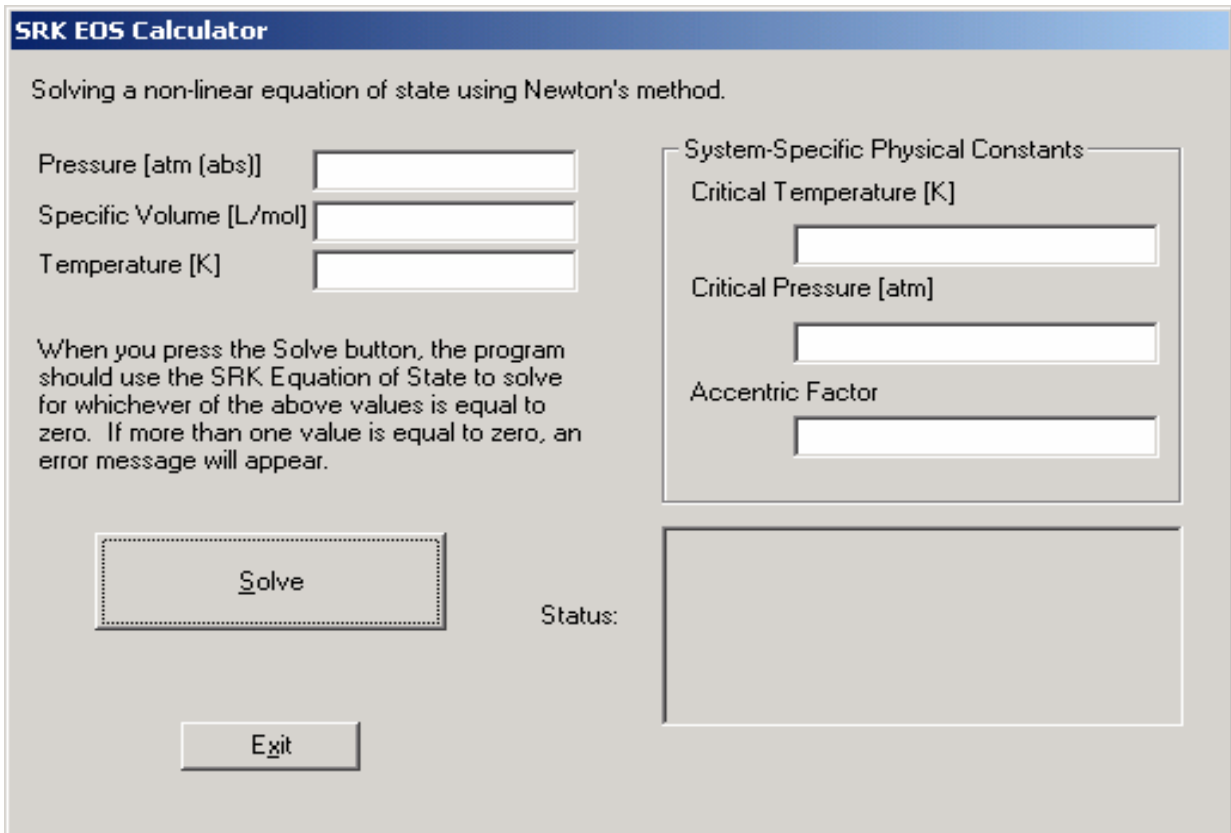 SRK EOS Calculator
Solving a non-linear equation of state using Newton's method.
Pressure [atm (abs)]
Specific Volume [L/mol]
Temperature [K]
When you press the Solve button, the program
should use the SRK Equation of State to solve
for whichever of the above values is equal to
zero.  If more than one value is equal to zero, an
error message will appear.
System-Specific Physical Constants
Critical Temperature [K]
Critical Pressure [atm]
Accentric Factor
Solve
Status:
Exit